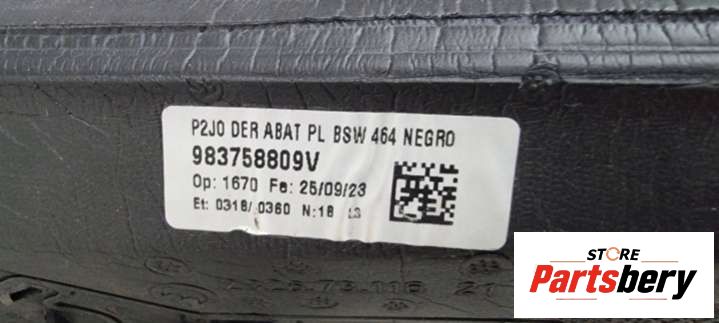 P2JO DER ABAT PL BSW 464 NEGRO
983758809V
Op: 1670 Fe: 25/09/23
Et: 0318/ 0360 N:18
STORE
Partsbery